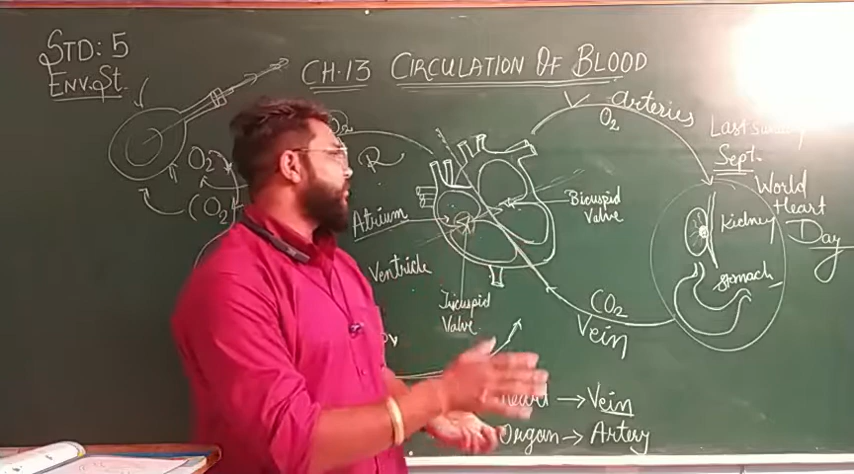 STD: 5
ENV. St.
CH.13 CIRCULATION OF BLOOD
arteries
O₂
Last sunday
Sept.
World
Heart
Day
O₂
CO₂
R
Atrium
Ventricle
Bicuspid
Valve
Tricuspid
Valve
Kidney
Stomach
CO₂
Vein
Heart → Vein
Organ → Artery